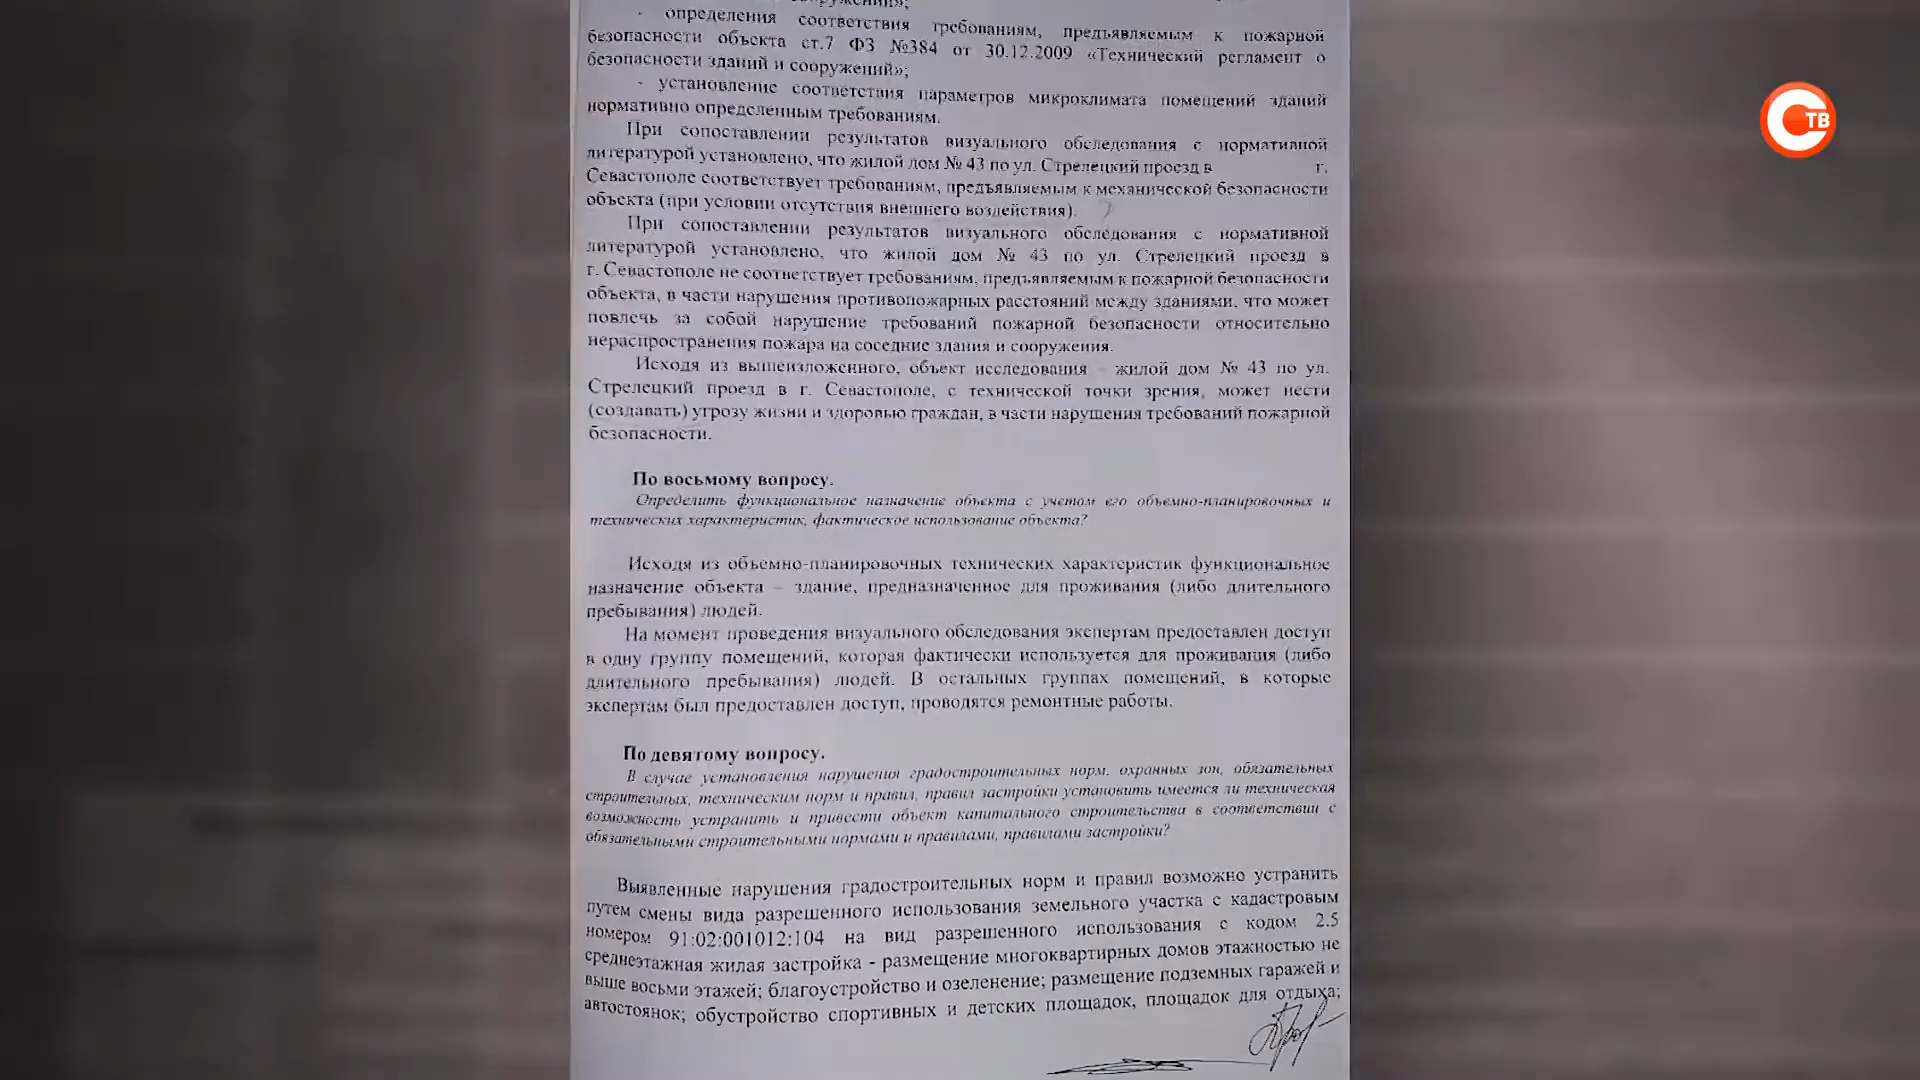 - определения соответствия требованиям, предъявляемым к пожарной
безопасности объекта ст.7 ФЗ №384 от 30.12.2009 «Технический регламент о
безопасности зданий и сооружений»;
- установление соответствия параметров микроклимата помещений зданий
нормативно определенным требованиям.
При сопоставлении результатов визуального обследования с нормативной
литературой установлено, что жилой дом № 43 по ул. Стрелецкий проезд в г.
Севастополе соответствует требованиям, предъявляемым к механической безопасности
объекта (при условии отсутствия внешнего воздействия).
При сопоставлении результатов визуального обследования с нормативной
литературой установлено, что жилой дом № 43 по ул. Стрелецкий проезд в
г. Севастополе не соответствует требованиям, предъявляемым к пожарной безопасности
объекта, в части нарушения противопожарных расстояний между зданиями, что может
повлечь за собой нарушение требований пожарной безопасности относительно
нераспространения пожара на соседние здания и сооружения.
Исходя из вышеизложенного, объект исследования – жилой дом № 43 по ул.
Стрелецкий проезд в г. Севастополе, с технической точки зрения, может нести
(создавать) угрозу жизни и здоровью граждан, в части нарушения требований пожарной
безопасности.
По восьмому вопросу.
Определить функциональное назначение объекта с учетом его объемно-планировочных и
технических характеристик, фактическое использование объекта?
Исходя из объемно-планировочных технических характеристик функциональное
назначение объекта – здание, предназначенное для проживания (либо длительного
пребывания) людей.
На момент проведения визуального обследования экспертам предоставлен доступ
в одну группу помещений, которая фактически используется для проживания (либо
длительного пребывания) людей. В остальных группах помещений, в которые
экспертам был предоставлен доступ, проводятся ремонтные работы.
По девятому вопросу.
В случае установления нарушения градостроительных норм, охранных зон, обязательных
строительных, техническим норм и правил, правил застройки установить имеется ли техническая
возможность устранить и привести объект капитального строительства в соответствии с
обязательными строительными нормами и правилами, правилами застройки?
Выявленные нарушения градостроительных норм и правил возможно устранить
путем смены вида разрешенного использования земельного участка с кадастровым
номером 91:02:001012:104 на вид разрешенного использования с кодом 2.5
среднеэтажная жилая застройка - размещение многоквартирных домов этажностью не
выше восьми этажей; благоустройство и озеленение; размещение подземных гаражей и
автостоянок; обустройство спортивных и детских площадок, площадок для отдыха;
СТВ